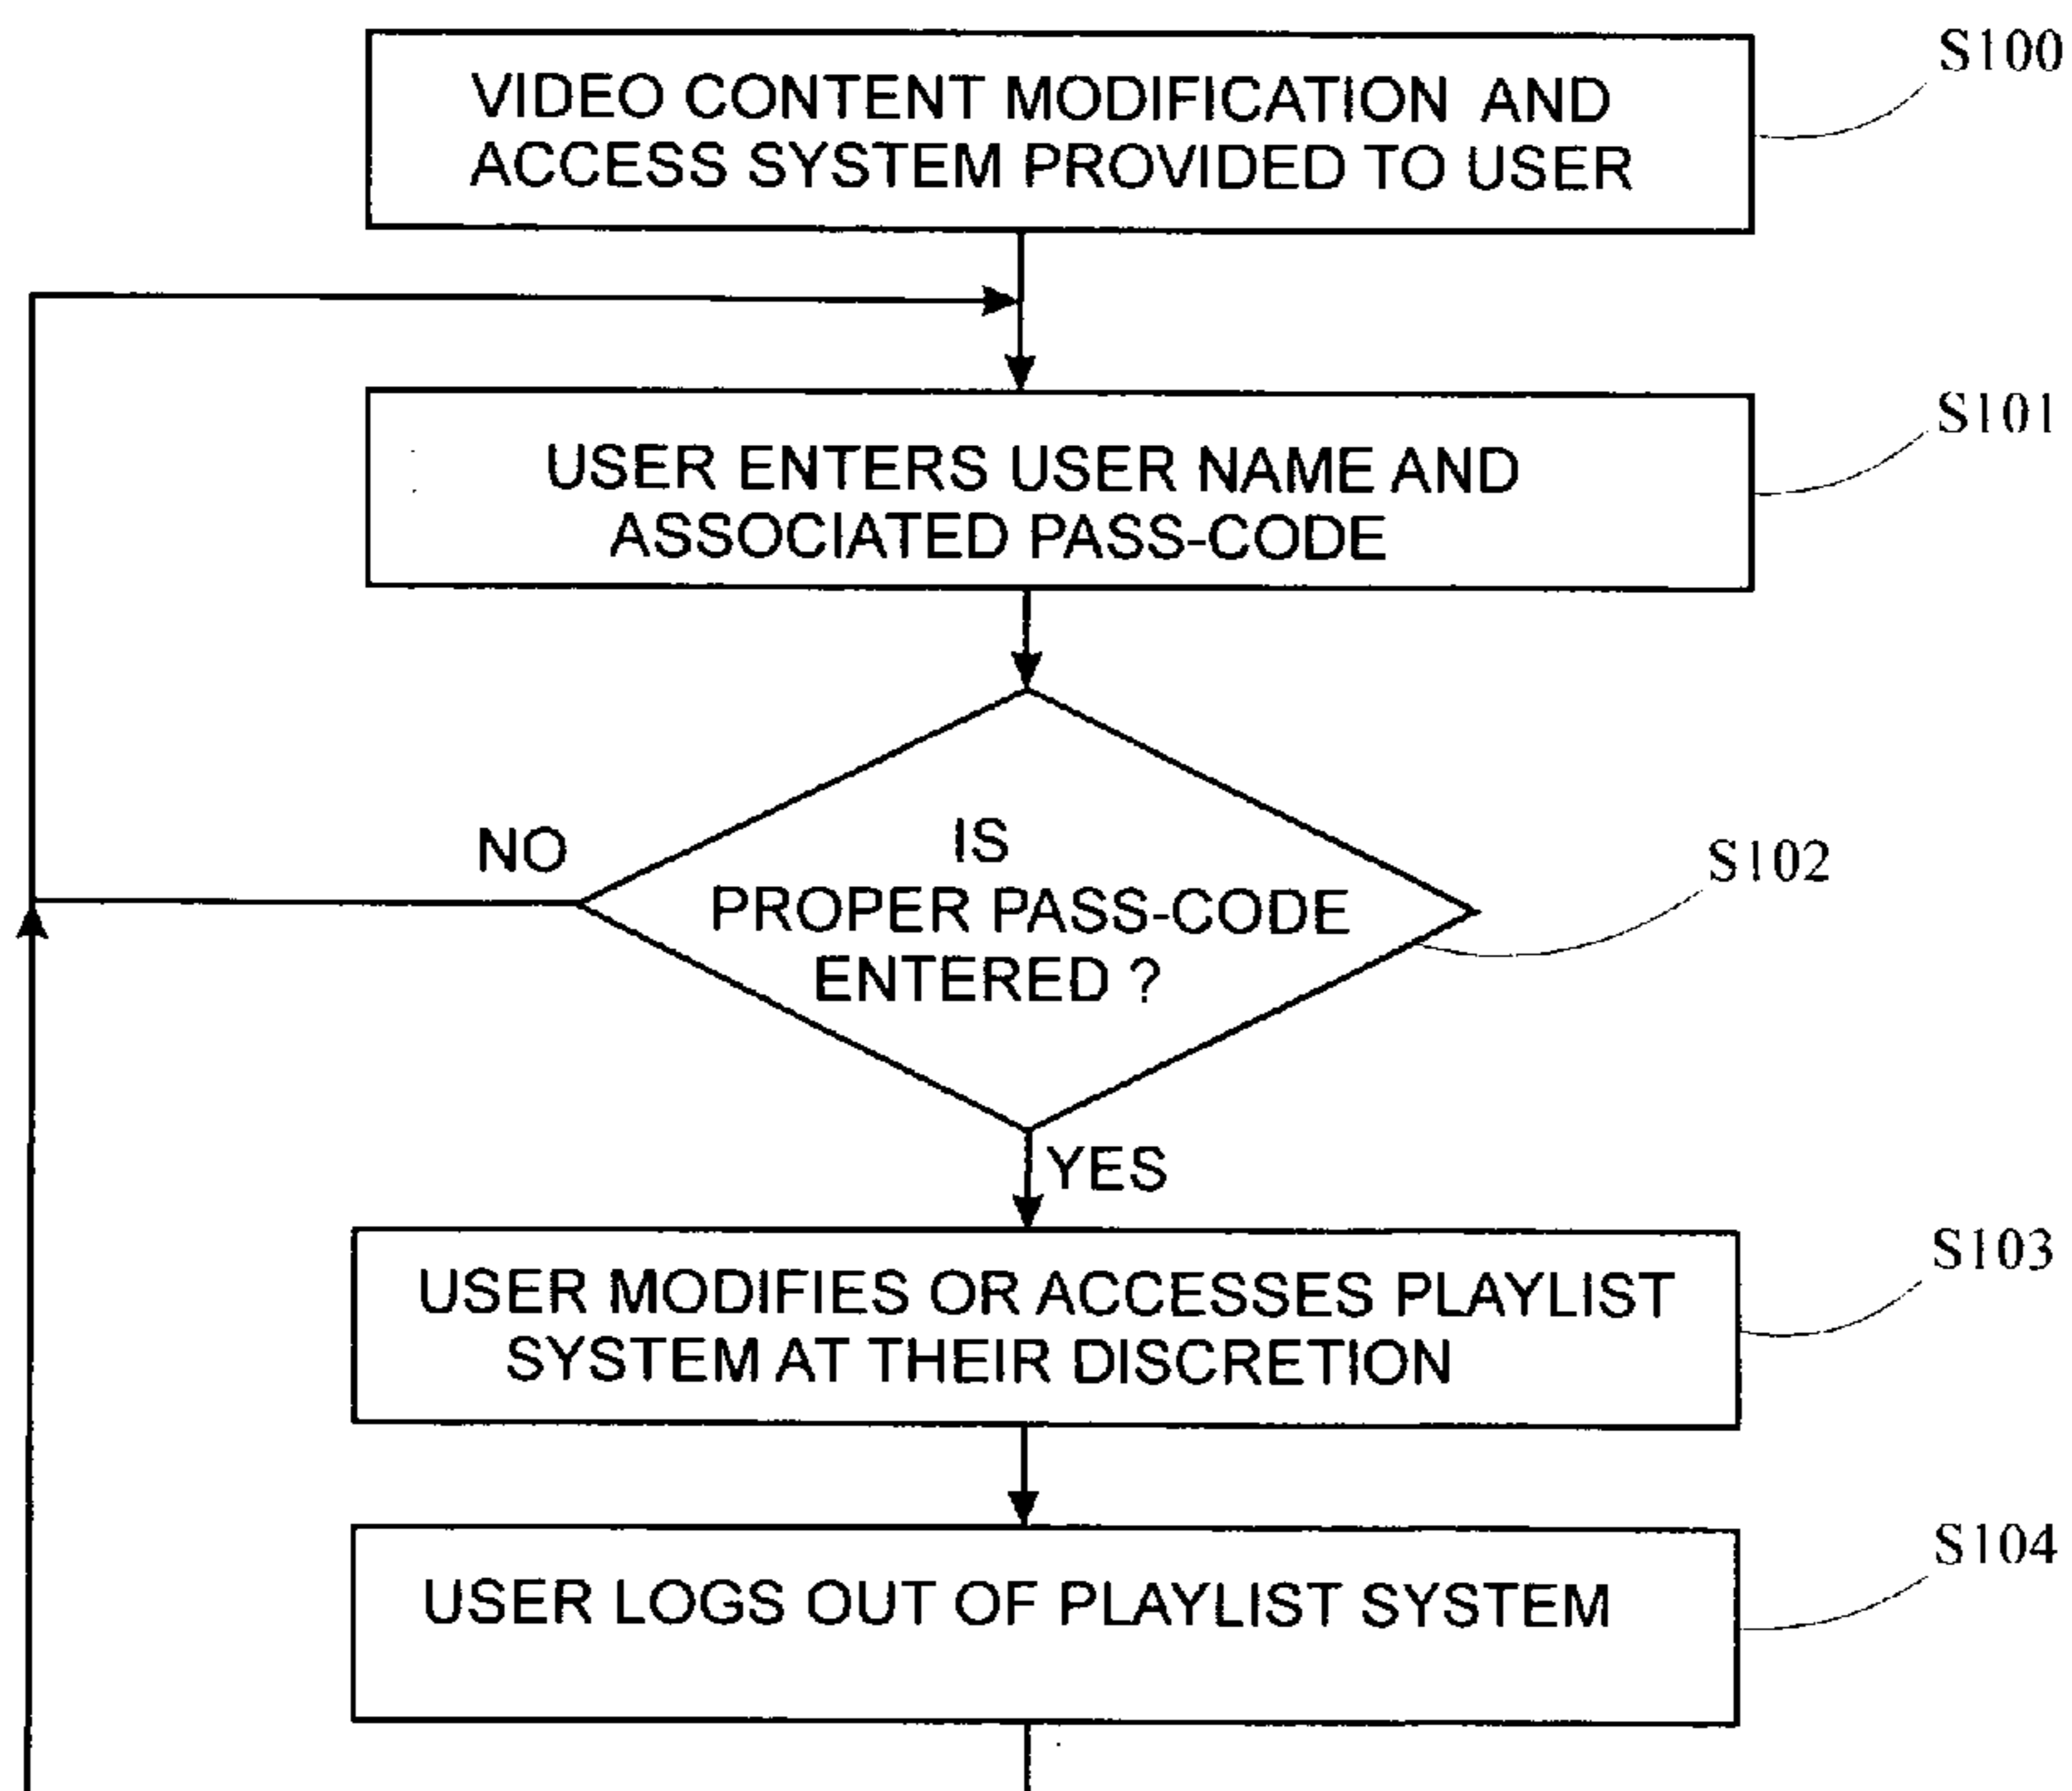 S100
VIDEO CONTENT MODIFICATION AND
ACCESS SYSTEM PROVIDED TO USER
S101
USER ENTERS USER NAME AND
ASSOCIATED PASS-CODE
NO
IS
PROPER PASS-CODE
ENTERED ?
S102
YES
S103
USER MODIFIES OR ACCESSES PLAYLIST
SYSTEM AT THEIR DISCRETION
S104
USER LOGS OUT OF PLAYLIST SYSTEM